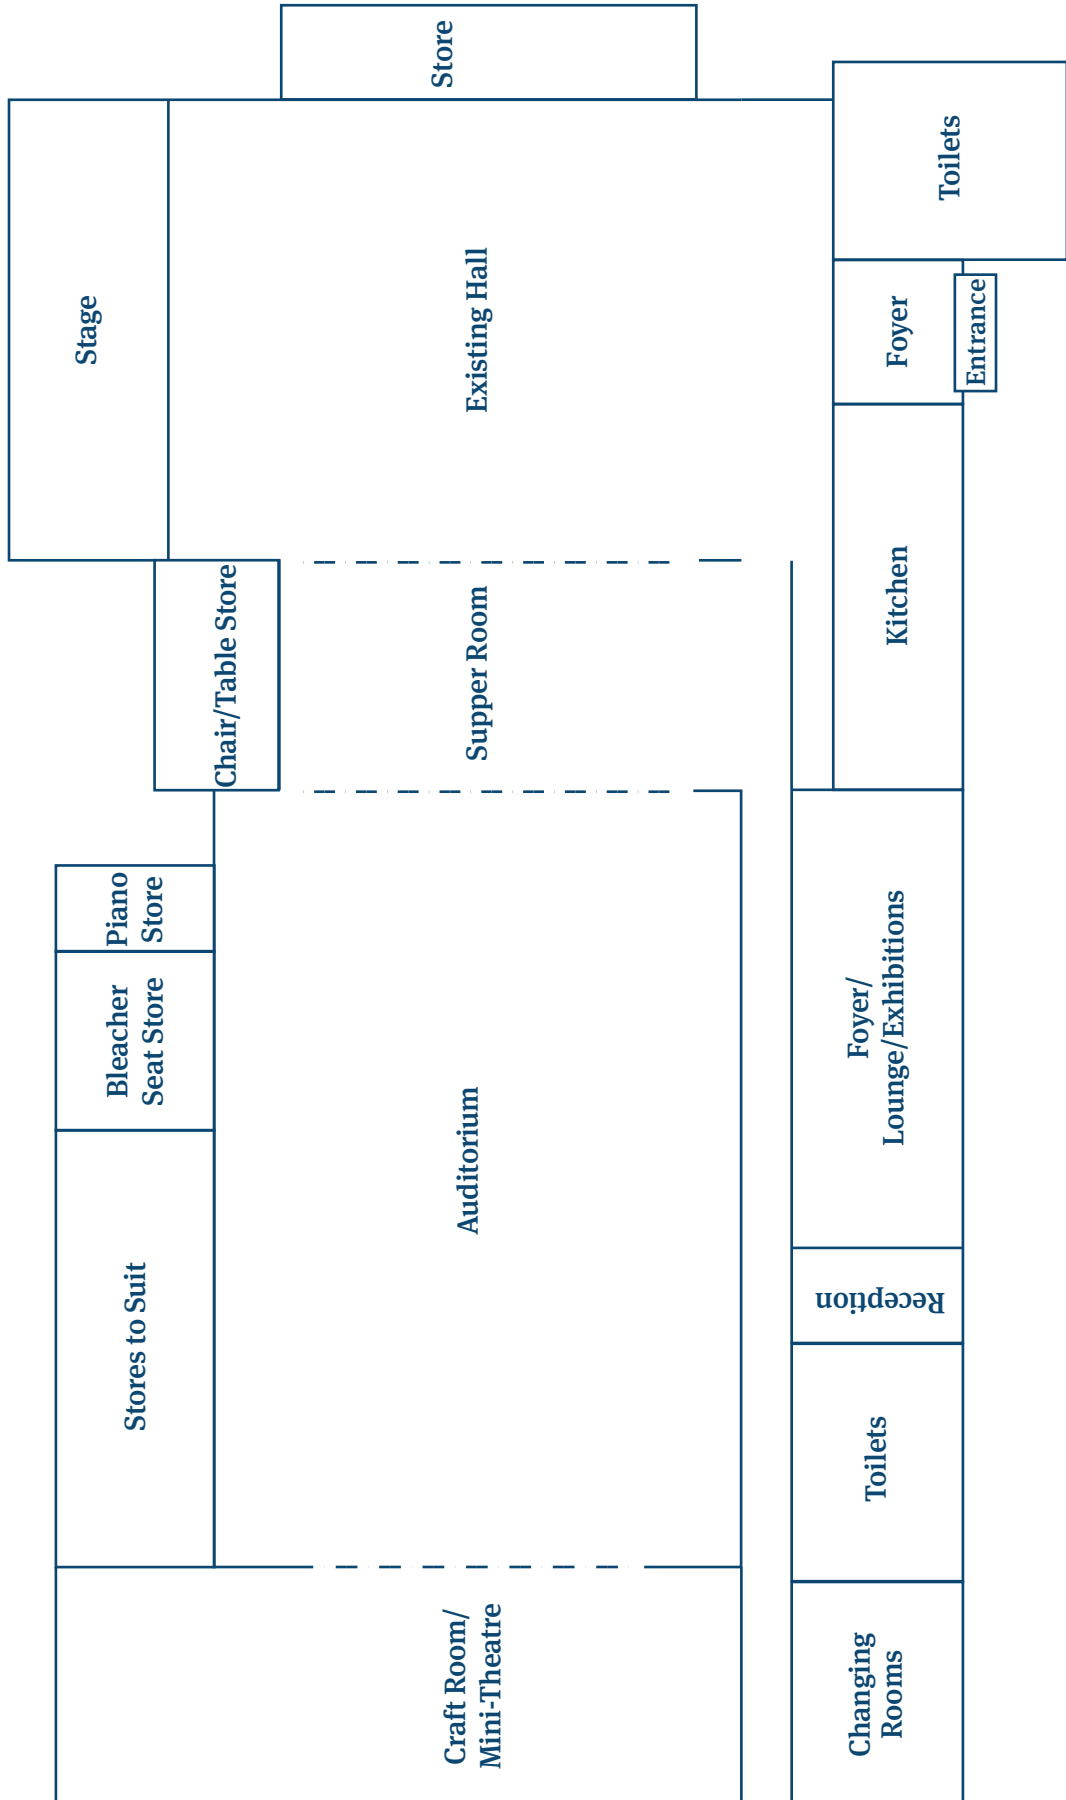 Store
Toilets
Stage
Existing Hall
Foyer
Entrance
Kitchen
Chair/Table Store
Supper Room
Piano
Store
Bleacher
Seat Store
Foyer/
Lounge/Exhibitions
Auditorium
Stores to Suit
Reception
Toilets
Craft Room/
Mini-Theatre
Changing
Rooms